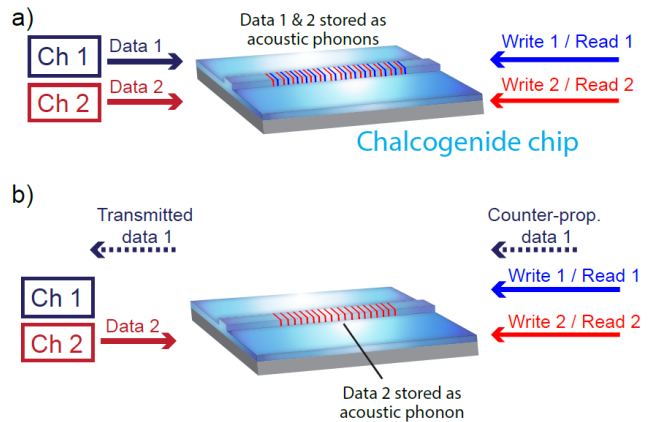 a)
Ch 1
Data 1
Ch 2
Data 2
Data 1 & 2 stored as
acoustic phonons
Write 1 / Read 1
Write 2 / Read 2
Chalcogenide chip
b)
Transmitted
data 1
Counter-prop.
data 1
Ch 1
Ch 2
Data 2
Write 1 / Read 1
Write 2 / Read 2
Data 2 stored as
acoustic phonon